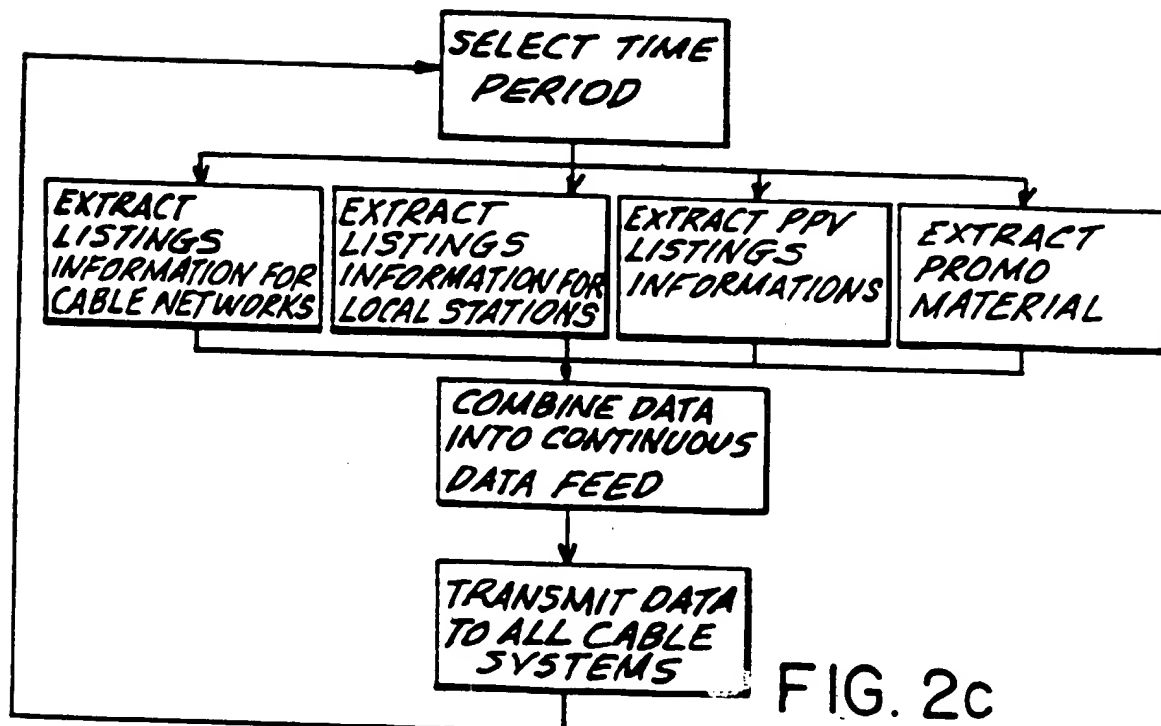 SELECT TIME
PERIOD
EXTRACT
LISTINGS
INFORMATION FOR
CABLE NETWORKS
EXTRACT
LISTINGS
INFORMATION FOR
LOCAL STATIONS
EXTRACT PPV
LISTINGS
INFORMATIONS
EXTRACT
PROMO
MATERIAL
COMBINE DATA
INTO CONTINUOUS
DATA FEED
TRANSMIT DATA
TO ALL CABLE
SYSTEMS
FIG. 2c